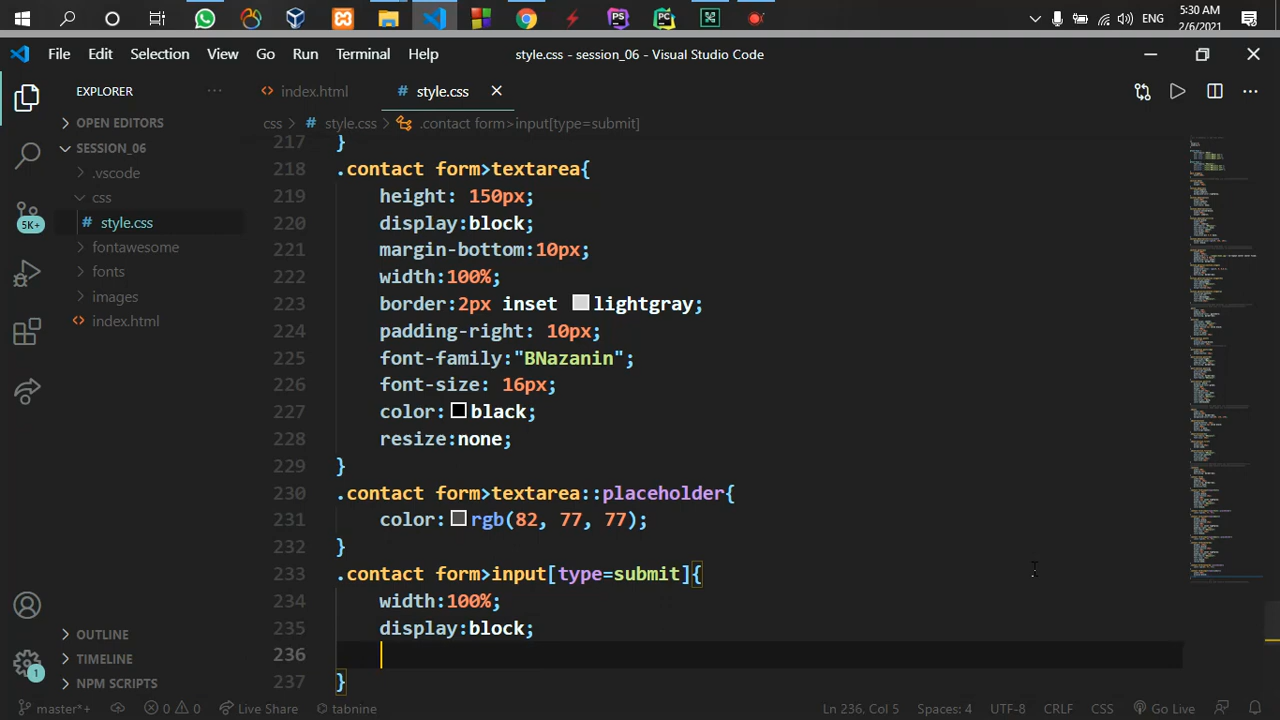 ENG
5:30 AM
2/6/2021
File Edit Selection View Go Run Terminal Help
style.css - session_06 - Visual Studio Code
EXPLORER
index.html
# style.css
css > # style.css > .contact form>input[type=submit]
OPEN EDITORS
SESSION_06
.vscode
css
# style.css
fontawesome
fonts
images
index.html
5K+
217 }
218 .contact form>textarea{
219 height: 150px;
220 display:block;
221 margin-bottom:10px;
222 width:100%;
223 border:2px inset lightgray;
224 padding-right: 10px;
225 font-family:"BNazanin";
226 font-size: 16px;
227 color: black;
228 resize:none;
229 }
230 .contact form>textarea::placeholder{
231 color: rgb(82, 77, 77);
232 }
233 .contact form>input[type=submit]{
234 width:100%;
235 display:block;
236
237 }
OUTLINE
TIMELINE
NPM SCRIPTS
1
master*+ 0 0 Live Share tabnine
Ln 236, Col 5 Spaces: 4 UTF-8 CRLF CSS Go Live